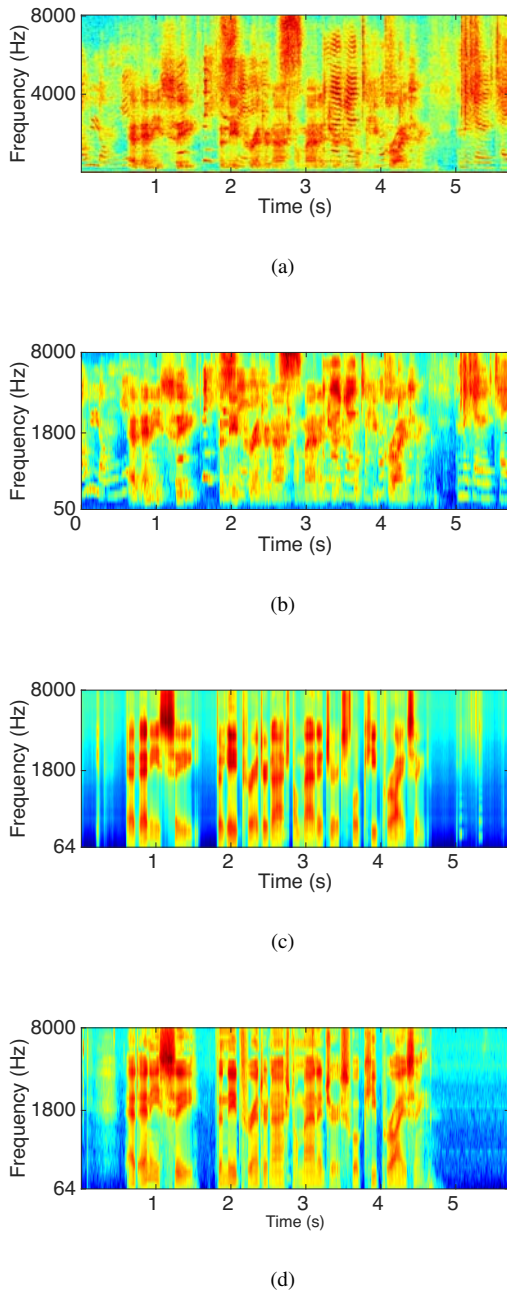 8000
4000
Frequency (Hz)
1 2 3 4 5
Time (s)
(a)
8000
1800
50
Frequency (Hz)
0 1 2 3 4 5
Time (s)
(b)
8000
1800
64
Frequency (Hz)
1 2 3 4 5
Time (s)
(c)
8000
1800
64
Frequency (Hz)
1 2 3 4 5
Time (s)
(d)